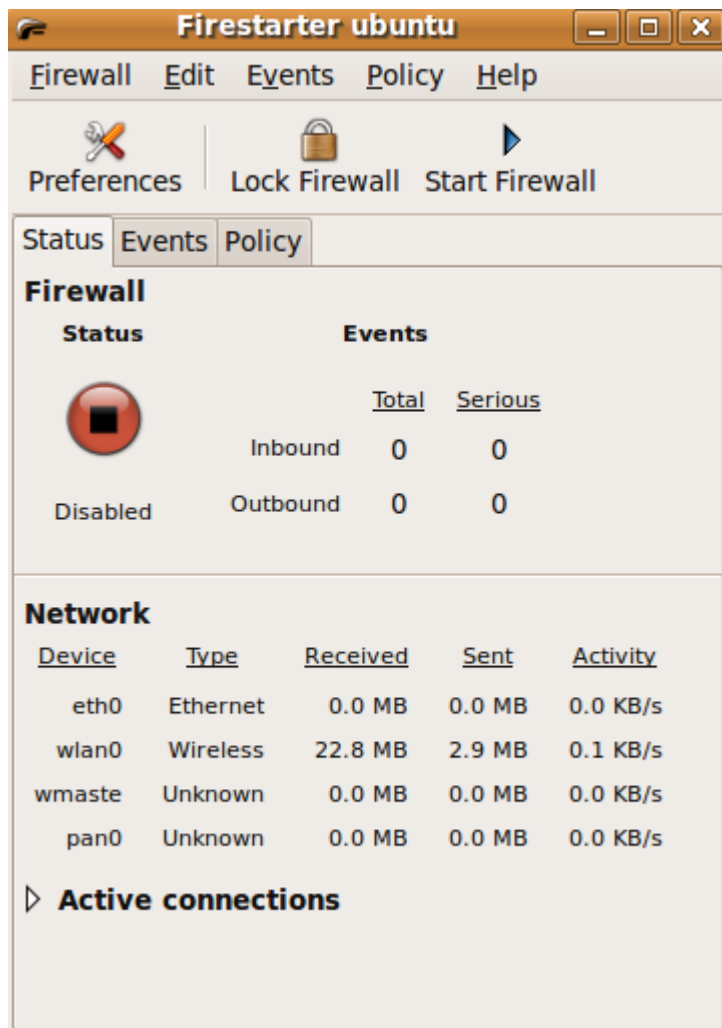 Firestarter ubuntu
Firewall Edit Events Policy Help
Preferences Lock Firewall Start Firewall
Status Events Policy
Firewall
Status Events
Total Serious
Inbound 0 0
Disabled Outbound 0 0
Network
Device Type Received Sent Activity
eth0 Ethernet 0.0 MB 0.0 MB 0.0 KB/s
wlan0 Wireless 22.8 MB 2.9 MB 0.1 KB/s
wmaste Unknown 0.0 MB 0.0 MB 0.0 KB/s
pan0 Unknown 0.0 MB 0.0 MB 0.0 KB/s
Active connections